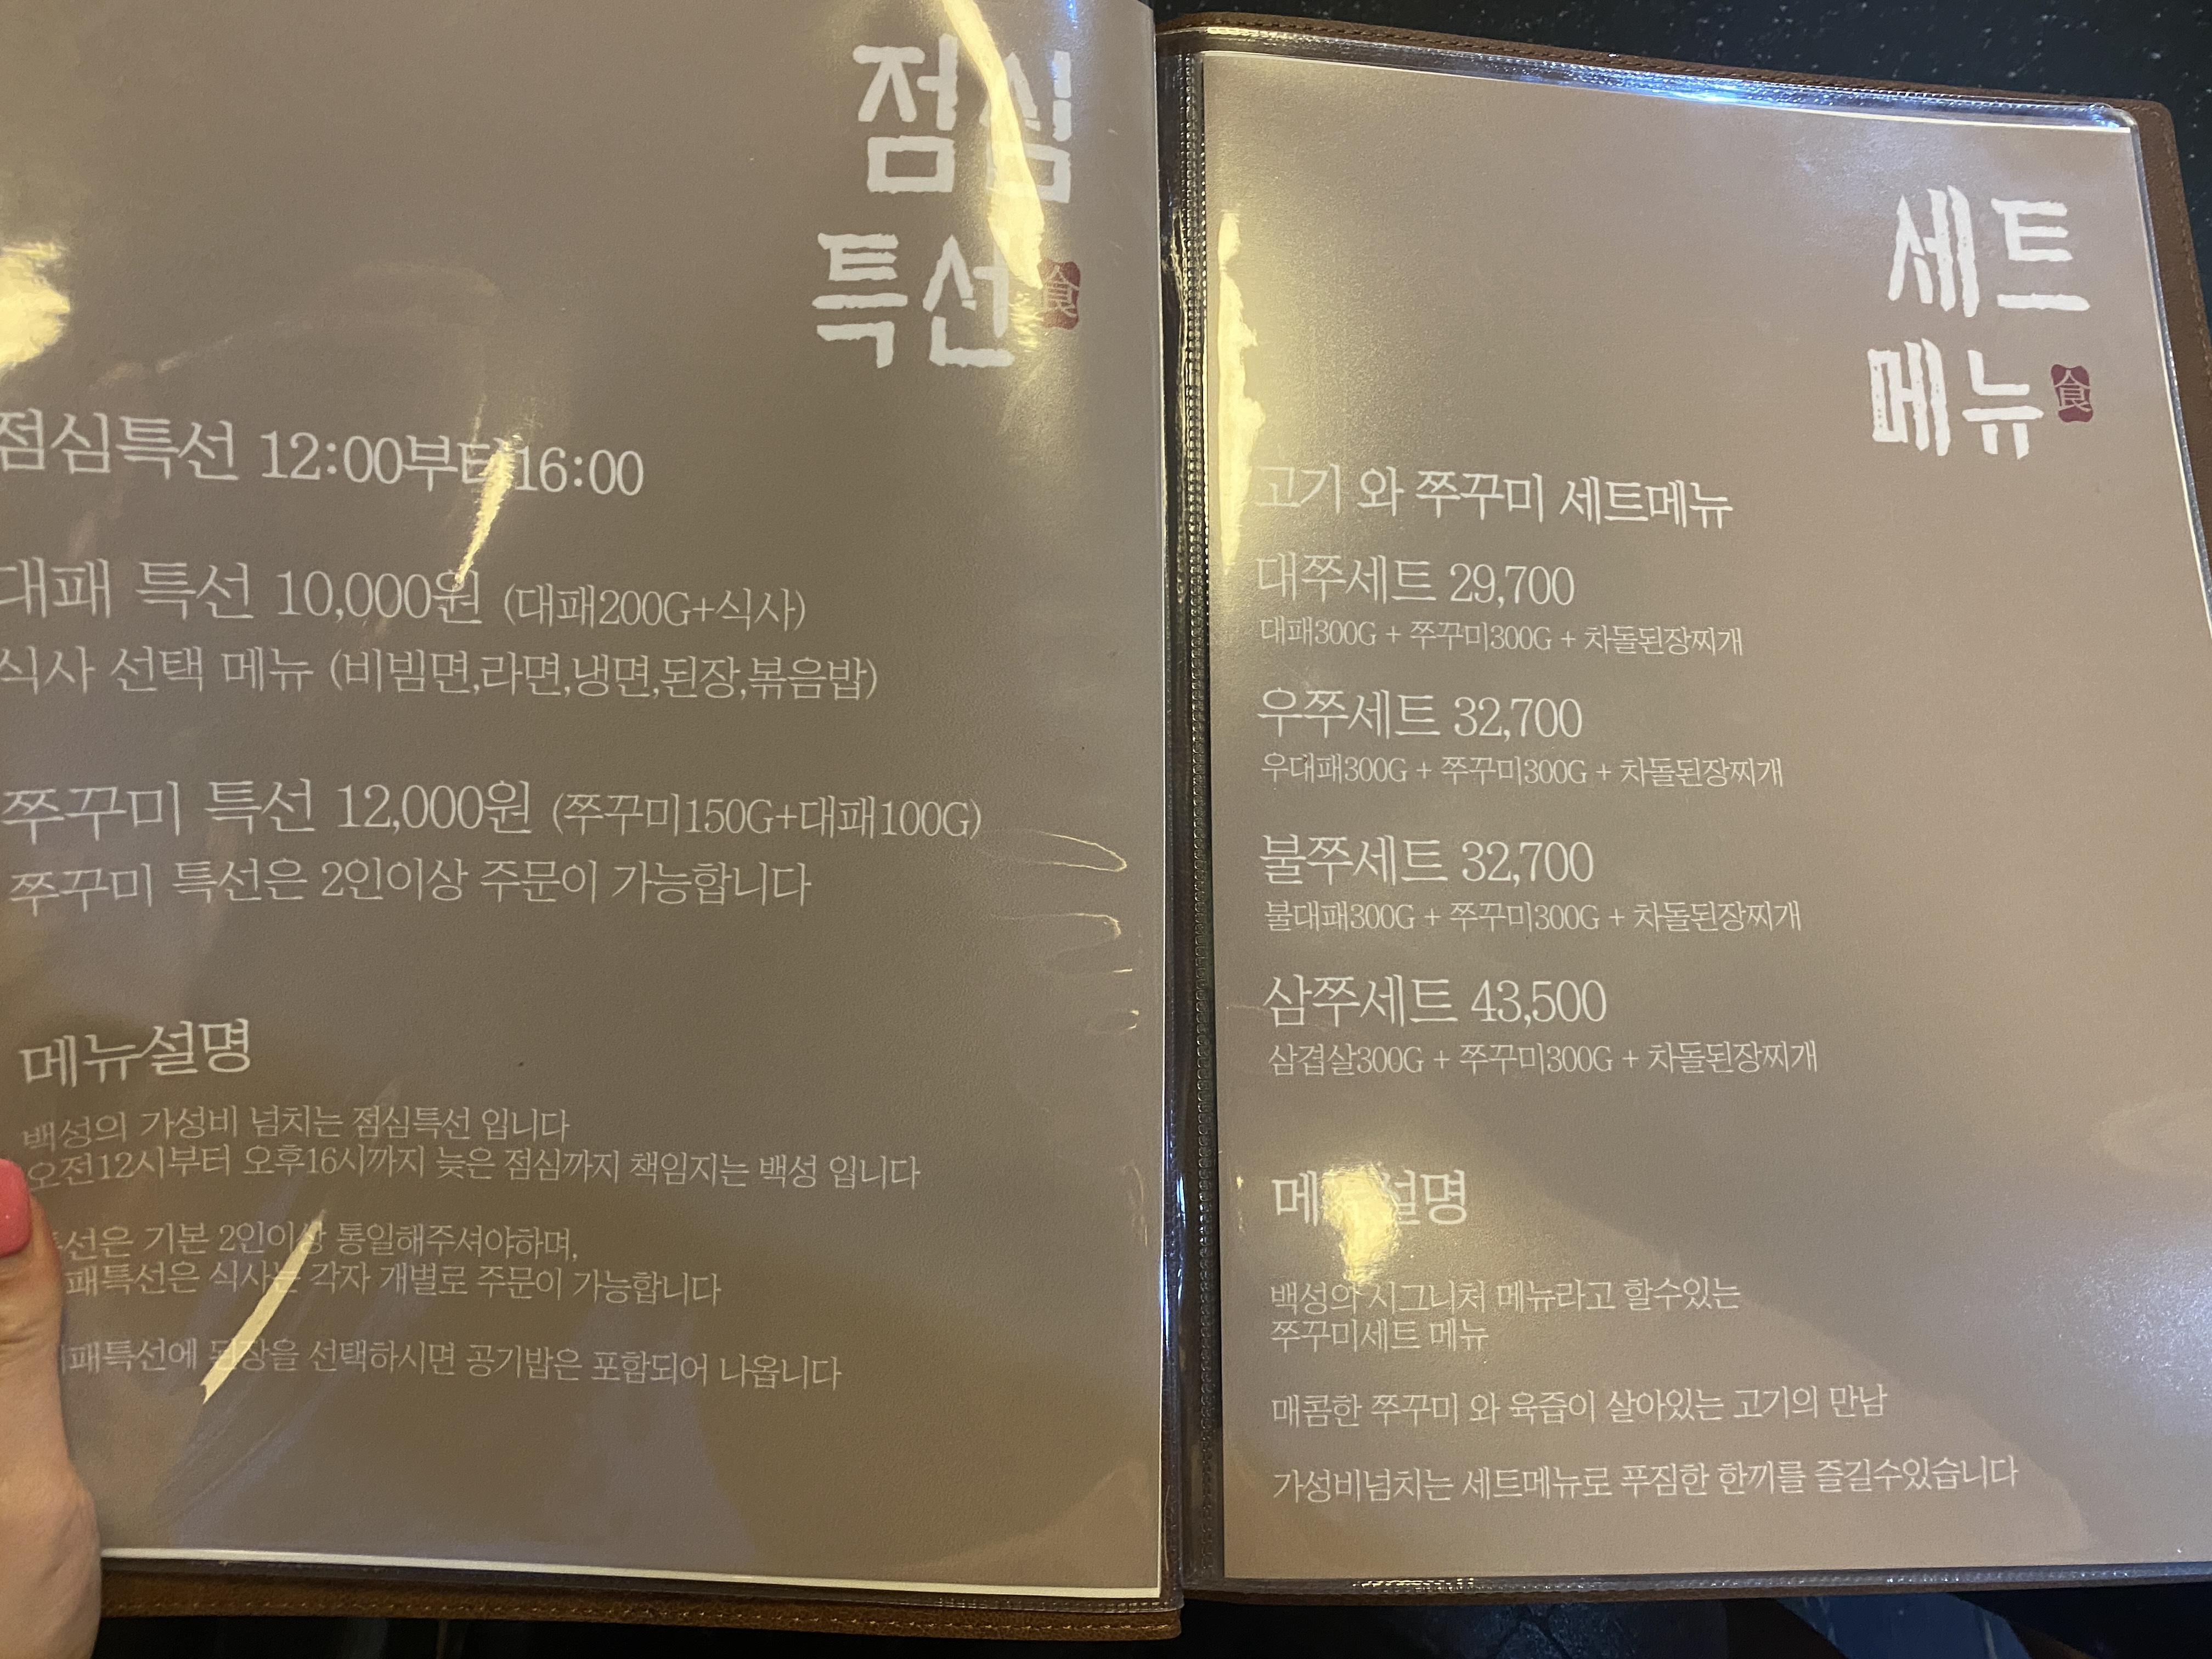 점심
특선 食
점심특선 12:00부터 16:00
대패 특선 10,000원 (대패200G+식사)
식사 선택 메뉴 (비빔면,라면,냉면,된장,볶음밥)
쭈꾸미 특선 12,000원 (쭈꾸미150G+대패100G)
쭈꾸미 특선은 2인이상 주문이 가능합니다
메뉴설명
백성의 가성비 넘치는 점심특선 입니다
오전12시부터 오후16시까지 늦은 점심까지 책임지는 백성 입니다
기본 2인이상 통일해주셔야하며,
식사는 각자 개별로 주문이 가능합니다
된장을 선택하시면 공기밥은 포함되어 나옵니다
세트
메뉴 食
고기 와 쭈꾸미 세트메뉴
대쭈세트 29,700
대패300G + 쭈꾸미300G + 차돌된장찌개
우쭈세트 32,700
우대패300G + 쭈꾸미300G + 차돌된장찌개
불쭈세트 32,700
불대패300G + 쭈꾸미300G + 차돌된장찌개
삼쭈세트 43,500
삼겹살300G + 쭈꾸미300G + 차돌된장찌개
메뉴설명
백성의 시그니처 메뉴라고 할수있는
쭈꾸미세트 메뉴
매콤한 쭈꾸미 와 육즙이 살아있는 고기의 만남
가성비넘치는 세트메뉴로 푸짐한 한끼를 즐길수있습니다